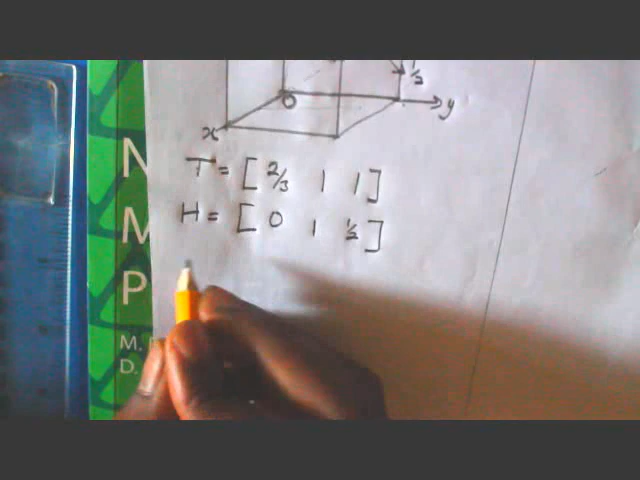 1/2
O
y
x
T = [ 2/3 1 1 ]
H = [ 0 1 1/2 ]
N
M
P
M.
D.